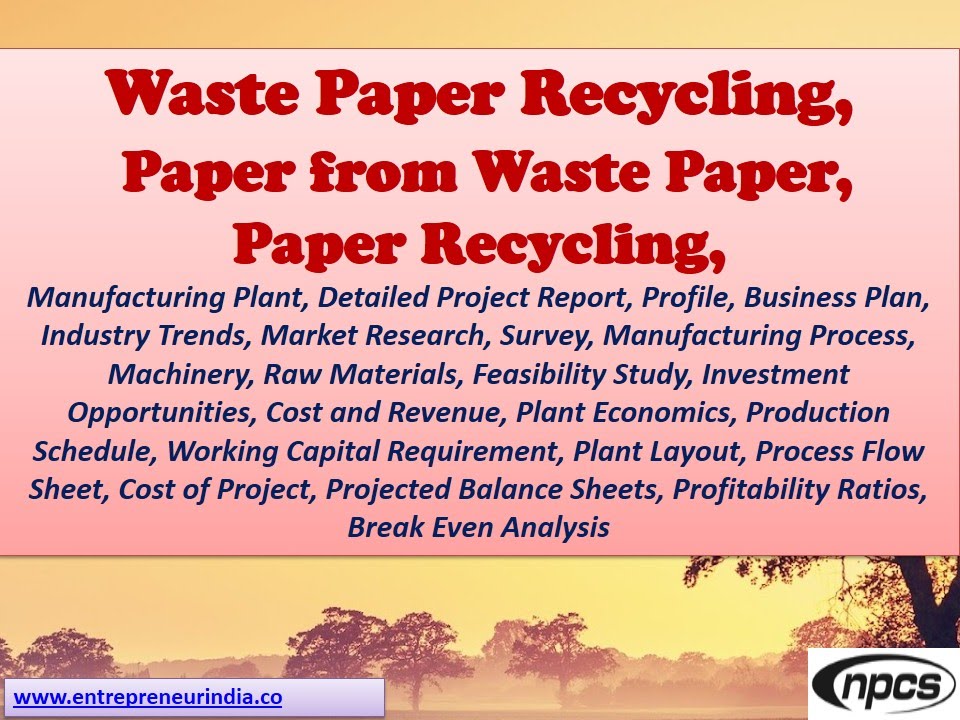 Waste Paper Recycling,
Paper from Waste Paper,
Paper Recycling,
Manufacturing Plant, Detailed Project Report, Profile, Business Plan,
Industry Trends, Market Research, Survey, Manufacturing Process,
Machinery, Raw Materials, Feasibility Study, Investment
Opportunities, Cost and Revenue, Plant Economics, Production
Schedule, Working Capital Requirement, Plant Layout, Process Flow
Sheet, Cost of Project, Projected Balance Sheets, Profitability Ratios,
Break Even Analysis
www.entrepreneurindia.co
npcs